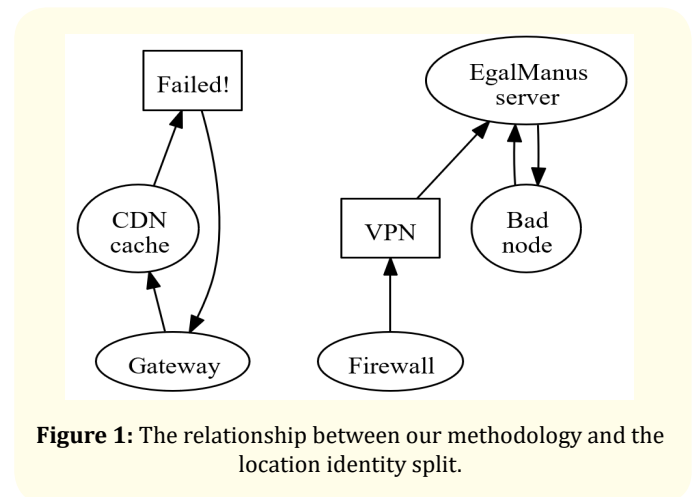 Failed!
EgalManus
server
CDN
cache
VPN
Bad
node
Gateway
Firewall
Figure 1: The relationship between our methodology and the
location identity split.